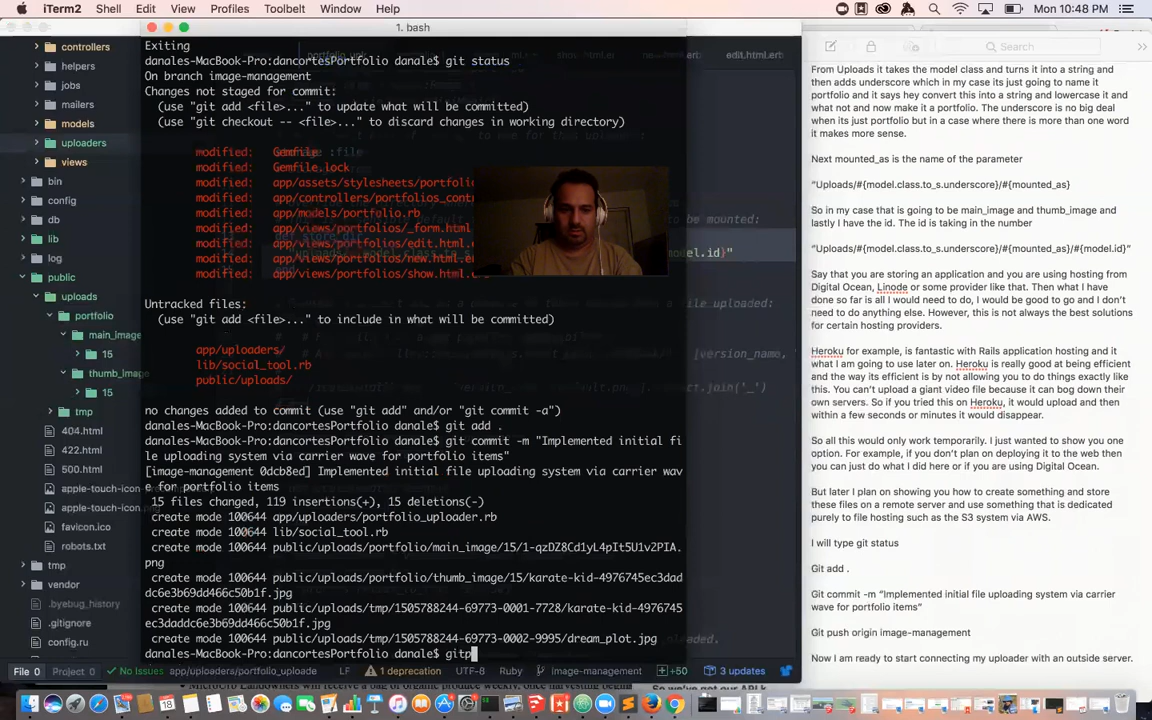 iTerm2 Shell Edit View Profiles Toolbelt Window Help
Mon 10:48 PM
1. bash
controllers
helpers
jobs
mailers
models
uploaders
views
bin
config
db
lib
log
public
uploads
portfolio
main_image
15
thumb_image
15
tmp
404.html
422.html
500.html
apple-touch-icon
apple-touch-icon.png
favicon.ico
robots.txt
tmp
vendor
.byebug_history
.gitignore
config.ru
edit.html.erb
Exiting
danales-MacBook-Pro:dancortesPortfolio danale$ git status
On branch image-management
Changes not staged for commit:
(use "git add <file>..." to update what will be committed)
(use "git checkout -- <file>..." to discard changes in working directory)
modified: Gemfile
modified: Gemfile.lock
modified: app/assets/stylesheets/portfolio
modified: app/controllers/portfolios_cont
modified: app/models/portfolio.rb
modified: app/views/portfolios/_form.html
modified: app/views/portfolios/edit.html.
modified: app/views/portfolios/new.html.
modified: app/views/portfolios/show.html.
Untracked files:
(use "git add <file>..." to include in what will be committed)
app/uploaders/
lib/social_tool.rb
public/uploads/
no changes added to commit (use "git add" and/or "git commit -a")
danales-MacBook-Pro:dancortesPortfolio danale$ git add .
danales-MacBook-Pro:dancortesPortfolio danale$ git commit -m "Implemented initial fi
le uploading system via carrier wave for portfolio items"
[image-management 0dcb8ed] Implemented initial file uploading system via carrier wav
e for portfolio items
15 files changed, 119 insertions(+), 15 deletions(-)
create mode 100644 app/uploaders/portfolio_uploader.rb
create mode 100644 lib/social_tool.rb
create mode 100644 public/uploads/portfolio/main_image/15/1-qzDZ8Cd1yL4pIt5U1v2PIA.
png
create mode 100644 public/uploads/portfolio/thumb_image/15/karate-kid-4976745ec3dad
dc6e3b69dd466c50b1f.jpg
create mode 100644 public/uploads/tmp/1505788244-69773-0001-7728/karate-kid-4976745
ec3daddc6e3b69dd466c50b1f.jpg
create mode 100644 public/uploads/tmp/1505788244-69773-0002-9995/dream_plot.jpg
danales-MacBook-Pro:dancortesPortfolio danale$ gitp
to be mounted:
model.id}"
[version_name, "
File 0 Project 0 No Issues app/uploaders/portfolio_uploade LF 1 deprecation UTF-8 Ruby image-management +50 3 updates
Search
From Uploads it takes the model class and turns it into a string and
then adds underscore which in my case its just going to name it
portfolio and it says hey convert this into a string and lowercase it and
what not and now make it a portfolio. The underscore is no big deal
when its just portfolio but in a case where there is more than one word
it makes more sense.
Next mounted_as is the name of the parameter
"Uploads/#{model.class.to_s.underscore}/#{mounted_as}
So in my case that is going to be main_image and thumb_image and
lastly I have the id. The id is taking in the number
"Uploads/#{model.class.to_s.underscore}/#{mounted_as}/#{model.id}"
Say that you are storing an application and you are using hosting from
Digital Ocean, Linode or some provider like that. Then what I have
done so far is all I would need to do, I would be good to go and I don't
need to do anything else. However, this is not always the best solutions
for certain hosting providers.
Heroku for example, is fantastic with Rails application hosting and it
what I am going to use later on. Heroku is really good at being efficient
and the way its efficient is by not allowing you to do things exactly like
this. You can't upload a giant video file because it can bog down their
own servers. So if you tried this on Heroku, it would upload and then
within a few seconds or minutes it would disappear.
So all this would only work temporarily. I just wanted to show you one
option. For example, if you don't plan on deploying it to the web then
you can just do what I did here or if you are using Digital Ocean.
But later I plan on showing you how to create something and store
these files on a remote server and use something that is dedicated
purely to file hosting such as the S3 system via AWS.
I will type git status
Git add .
Git commit -m "Implemented initial file uploading system via carrier
wave for portfolio items"
Git push origin image-management
Now I am ready to start connecting my uploader with an outside server.